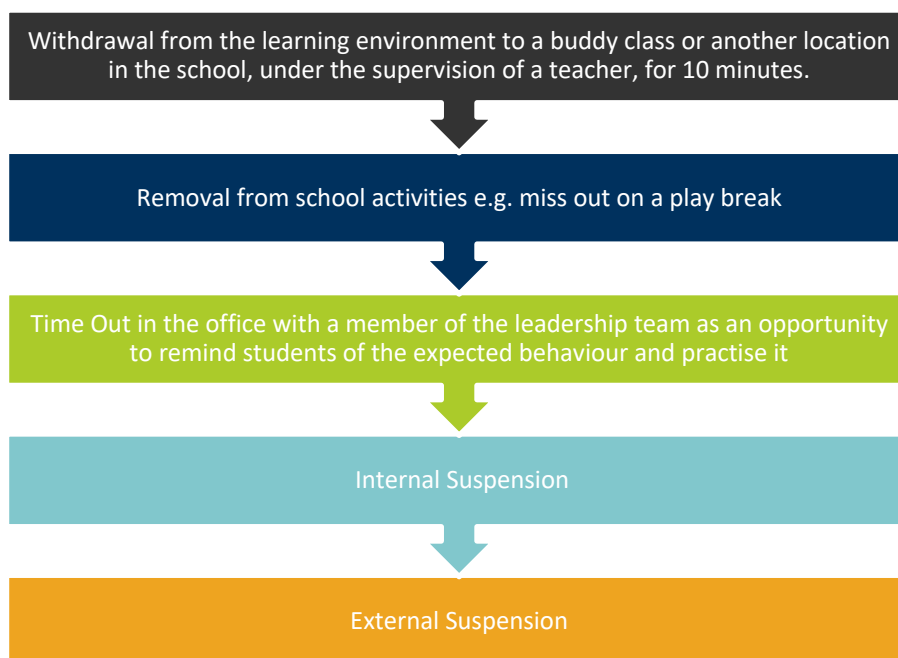 Withdrawal from the learning environment to a buddy class or another location
in the school, under the supervision of a teacher, for 10 minutes.
Removal from school activities e.g. miss out on a play break
Time Out in the office with a member of the leadership team as an opportunity
to remind students of the expected behaviour and practise it
Internal Suspension
External Suspension